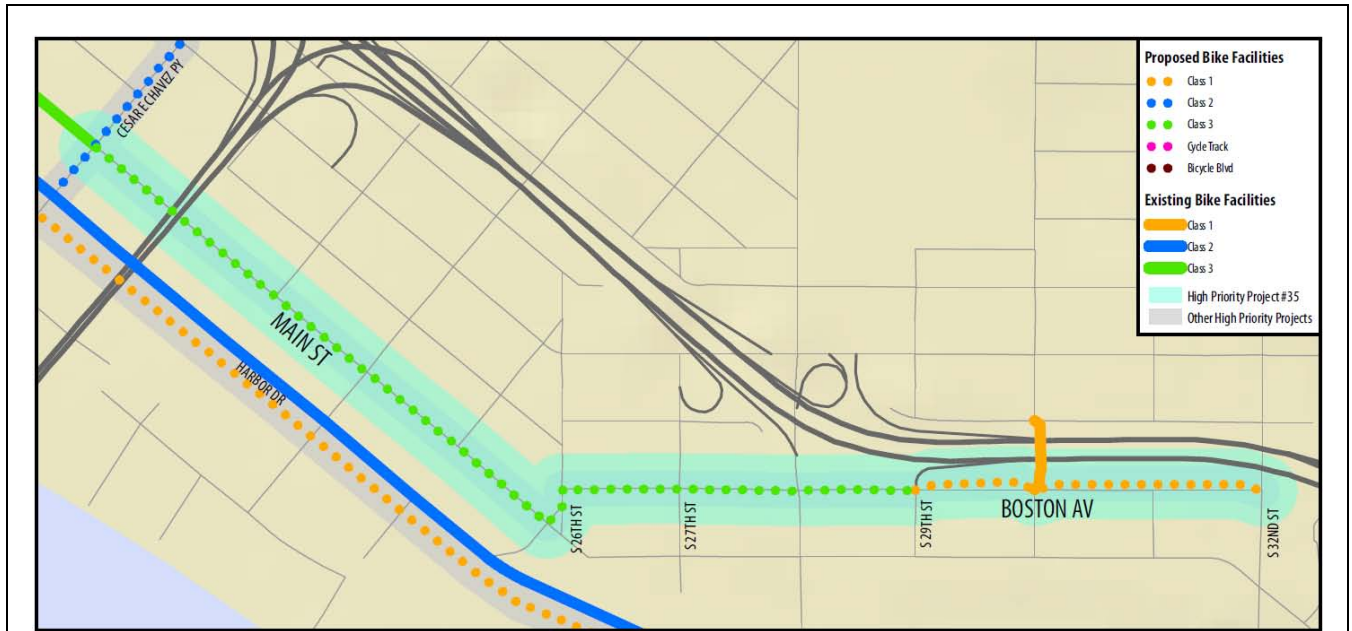 Proposed Bike Facilities
Class 1
Class 2
Class 3
Cycle Track
Bicycle Blvd
Existing Bike Facilities
Class 1
Class 2
Class 3
High Priority Project #35
Other High Priority Projects
CESAR E CHAVEZ PY
MAIN ST
HARBOR DR
S 26TH ST
S 27TH ST
S 29TH ST
BOSTON AV
S 32ND ST